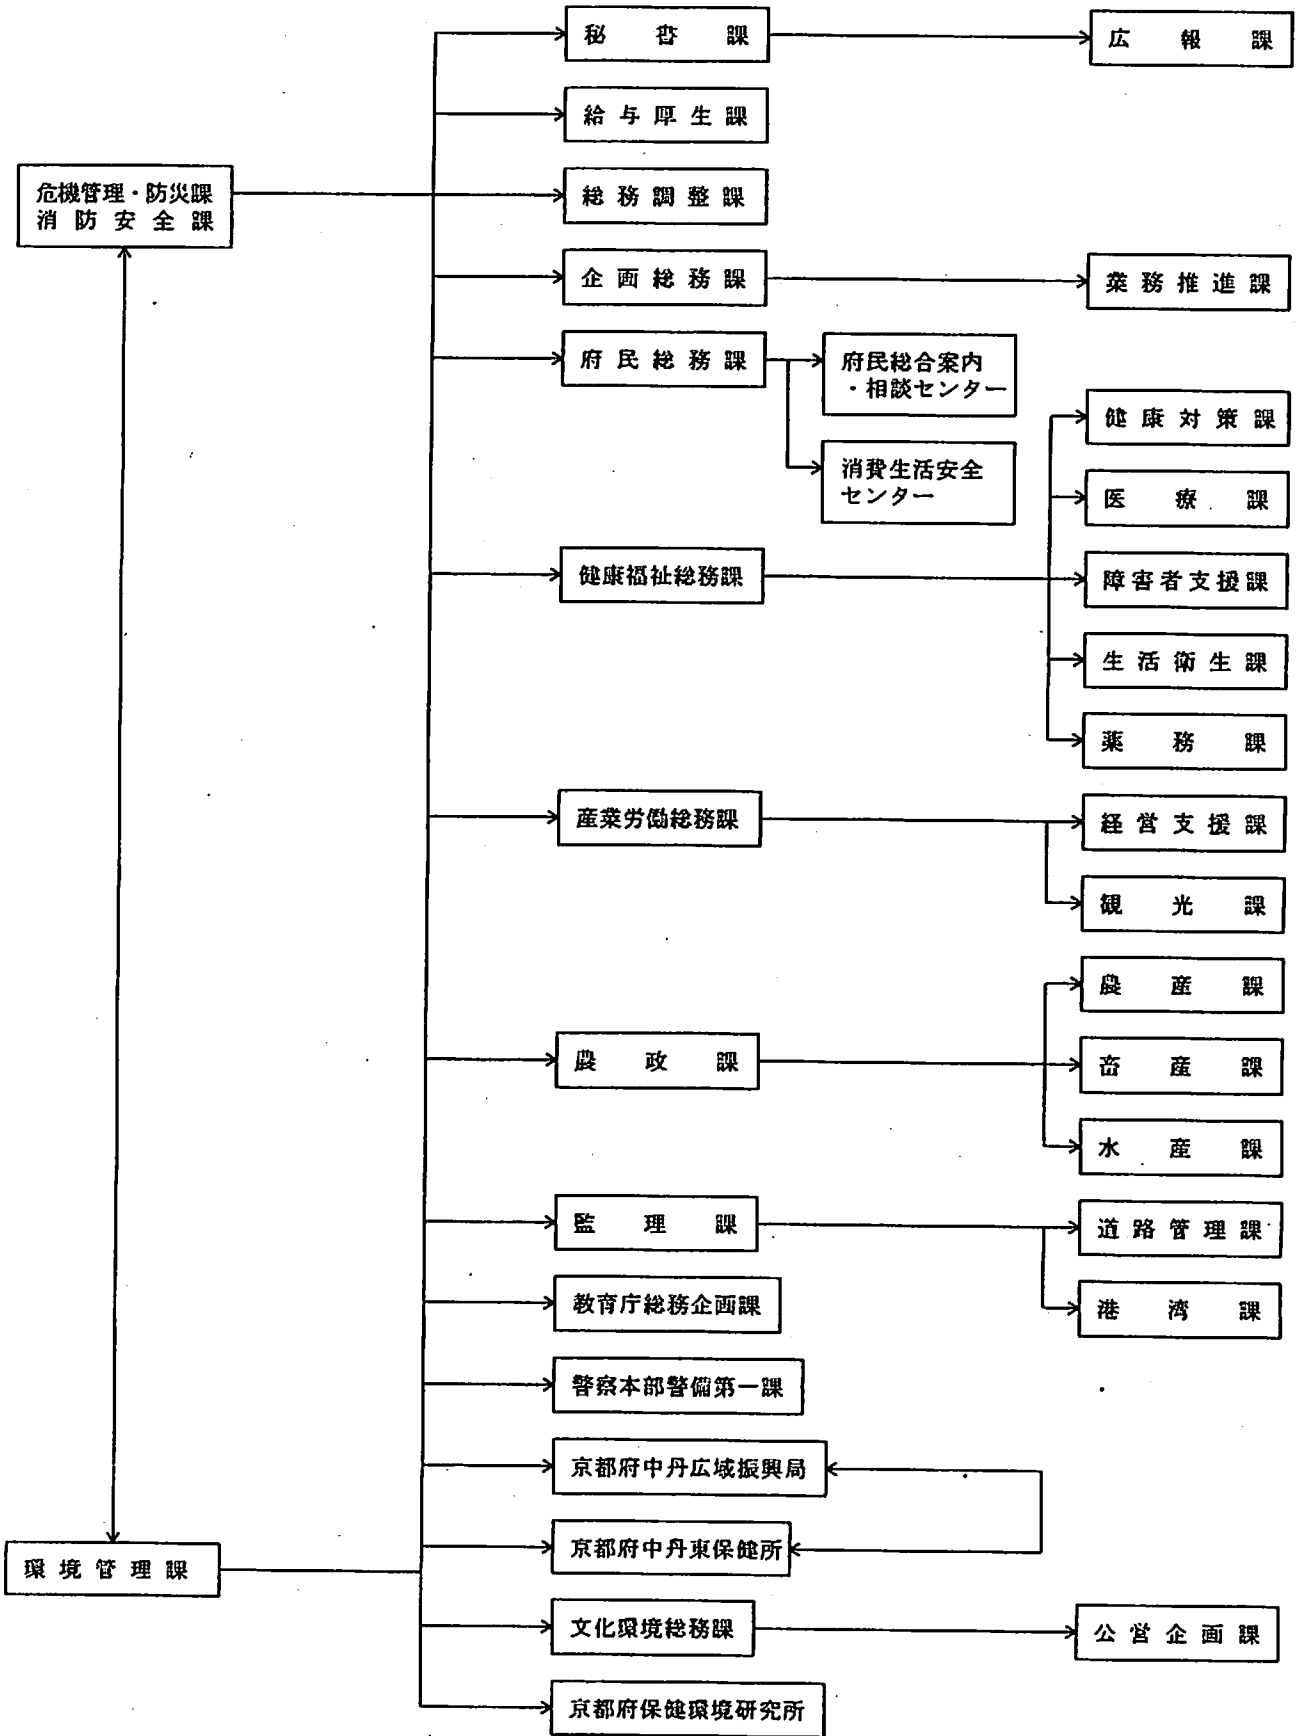 秘書課
広報課
給与厚生課
危機管理・防災課
消防安全課
総務調整課
企画総務課
業務推進課
府民総務課
府民総合案内
・相談センター
健康対策課
消費生活安全
センター
医療課
健康福祉総務課
障害者支援課
生活衛生課
薬務課
産業労働総務課
経営支援課
観光課
農産課
農政課
畜産課
水産課
監理課
道路管理課
教育庁総務企画課
港湾課
警察本部警備第一課
京都府中丹広域振興局
京都府中丹東保健所
環境管理課
文化環境総務課
公営企画課
京都府保健環境研究所